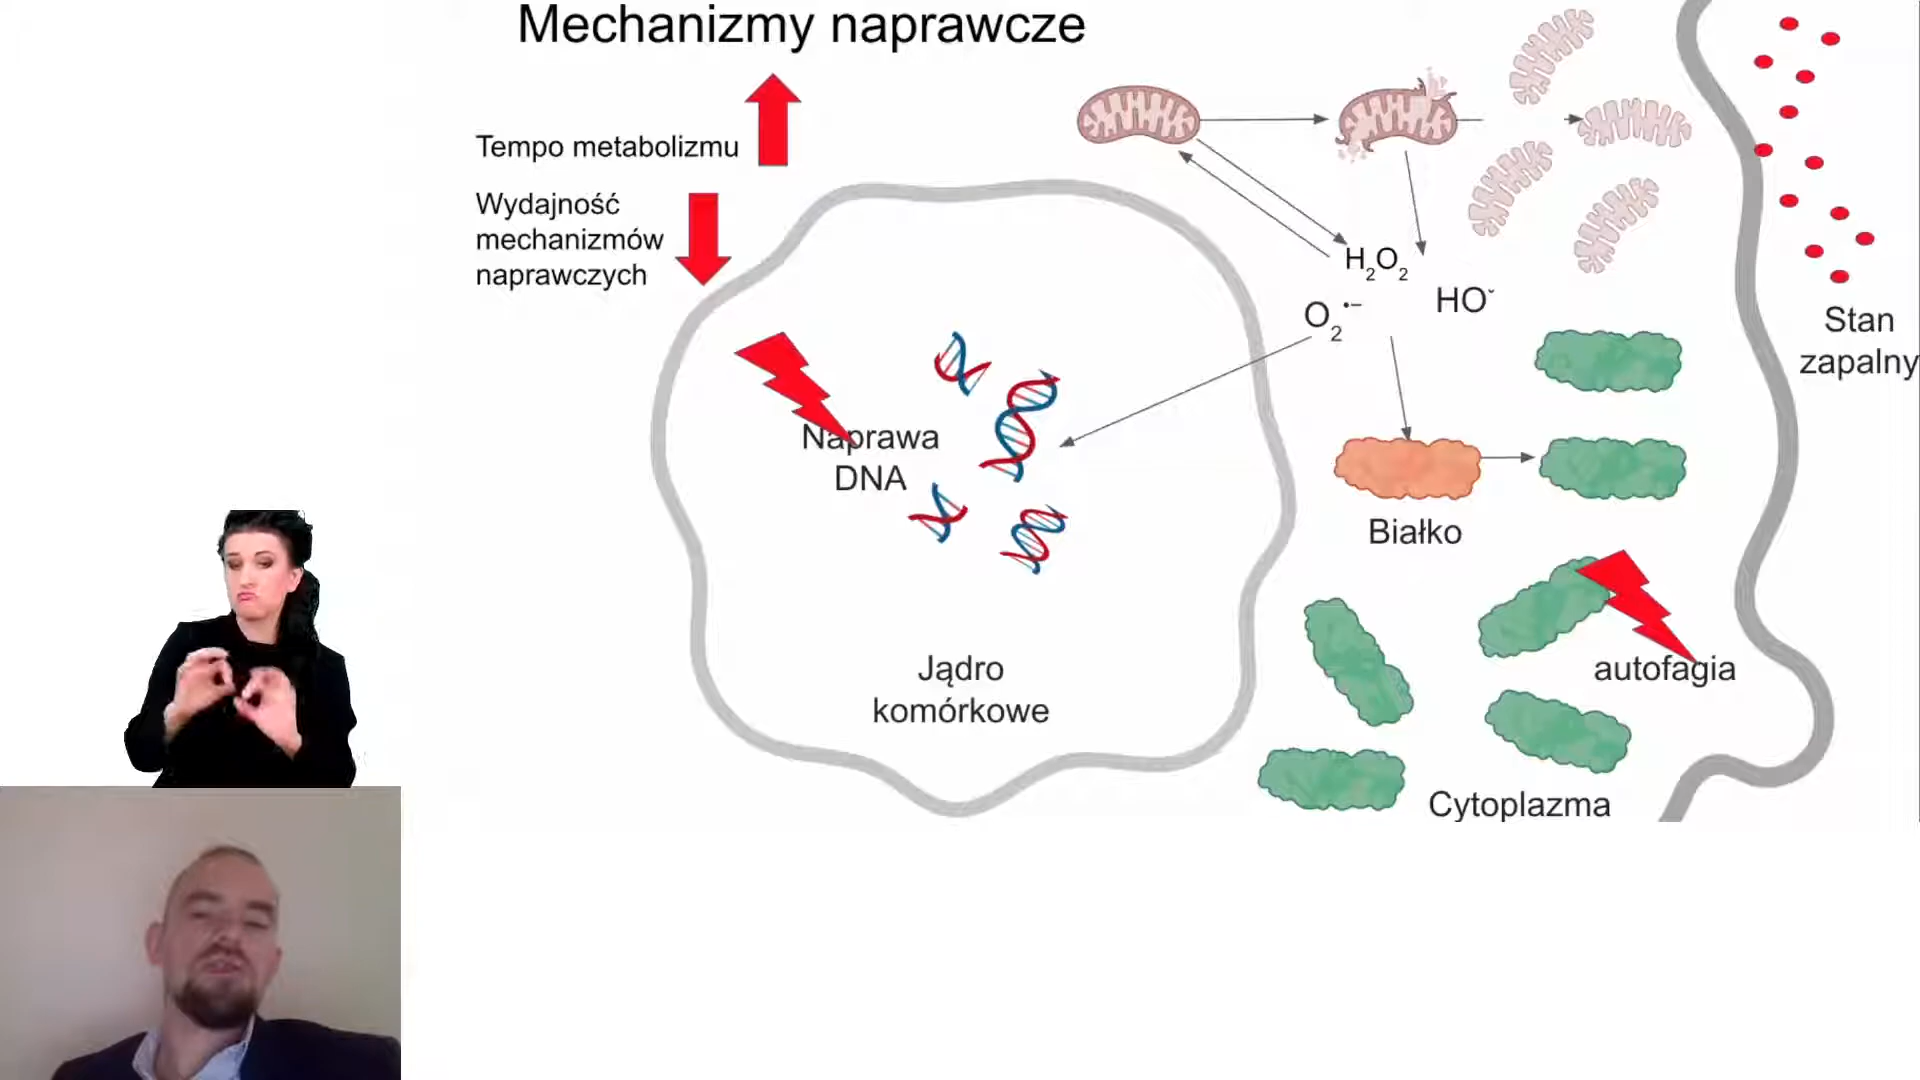 Mechanizmy naprawcze
Tempo metabolizmu
Wydajność
mechanizmów
naprawczych
H₂O₂
HO˙
O₂˙⁻
Stan
zapalny
Naprawa
DNA
Białko
Jądro
komórkowe
autofagia
Cytoplazma